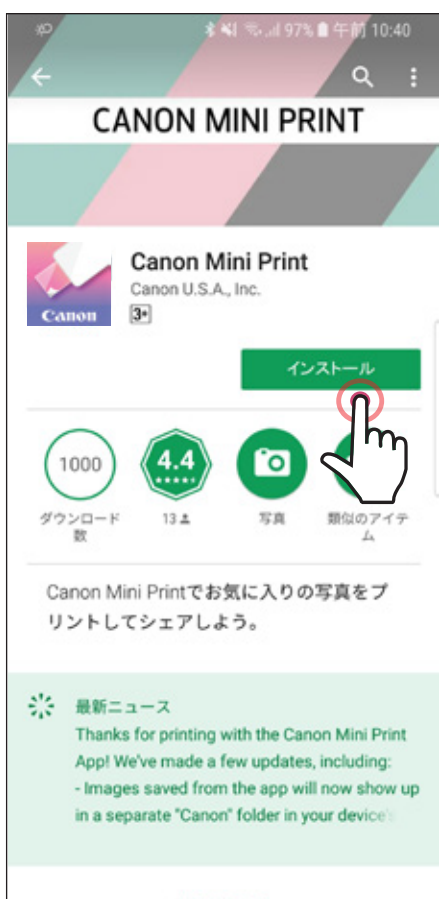 97% 午前 10:40
CANON MINI PRINT
Canon Mini Print
Canon U.S.A., Inc.
Canon
3+
インストール
1000
4.4
ダウンロード
数
13
写真
類似のアイテ
ム
Canon Mini Printでお気に入りの写真をプ
リントしてシェアしよう。
最新ニュース
Thanks for printing with the Canon Mini Print
App! We've made a few updates, including:
- Images saved from the app will now show up
in a separate "Canon" folder in your device's